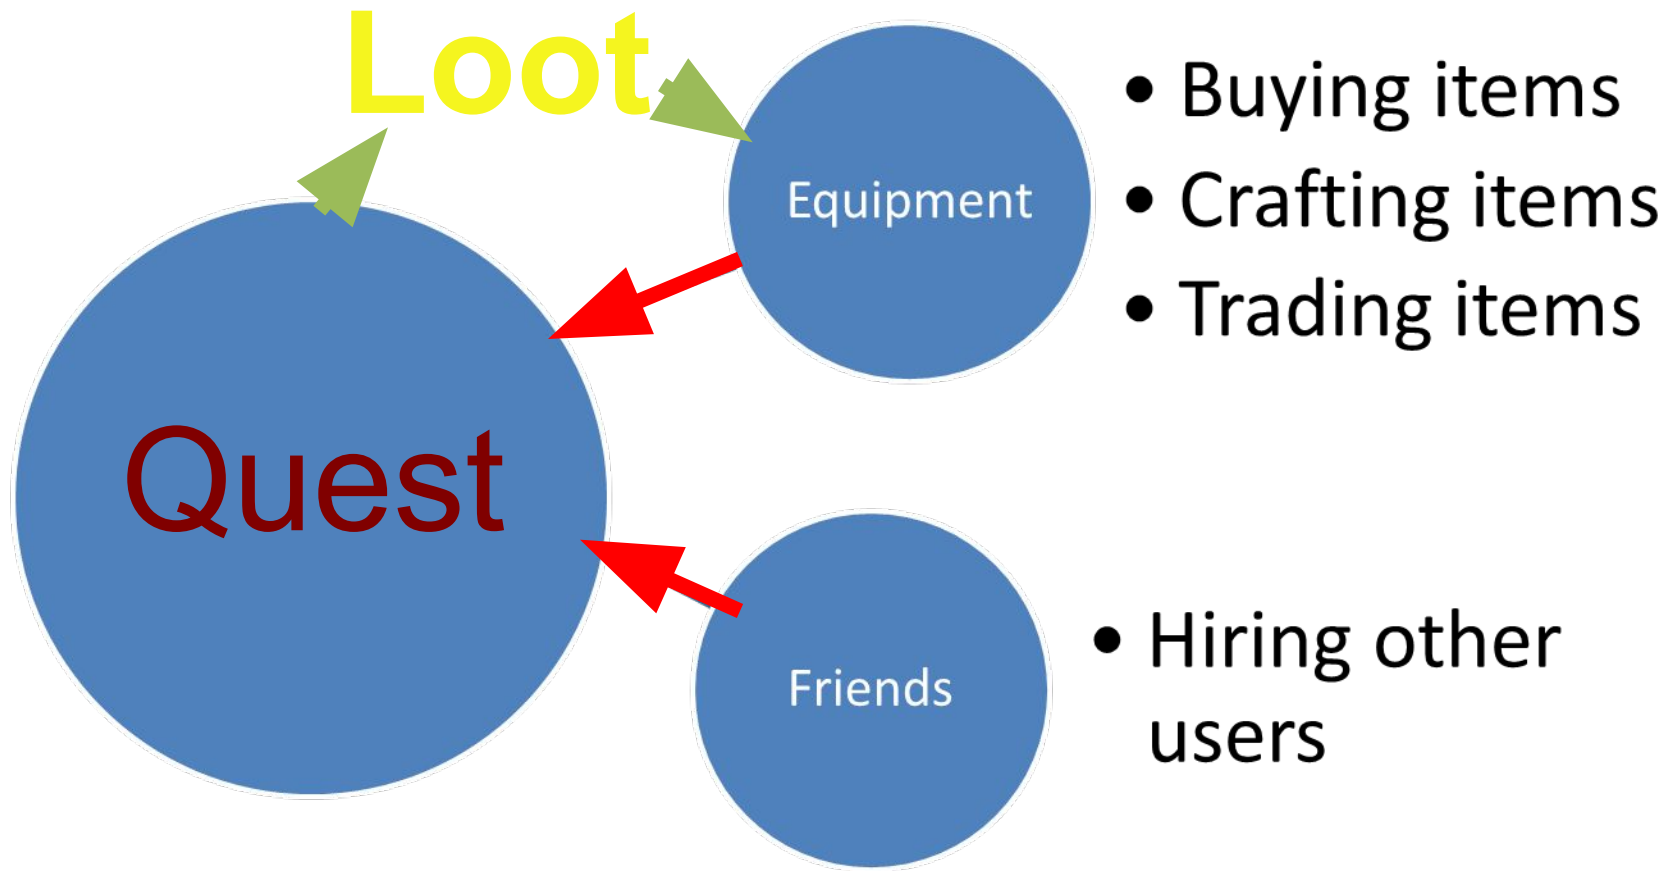 Loot
Equipment
• Buying items
• Crafting items
• Trading items
Quest
Friends
• Hiring other
users